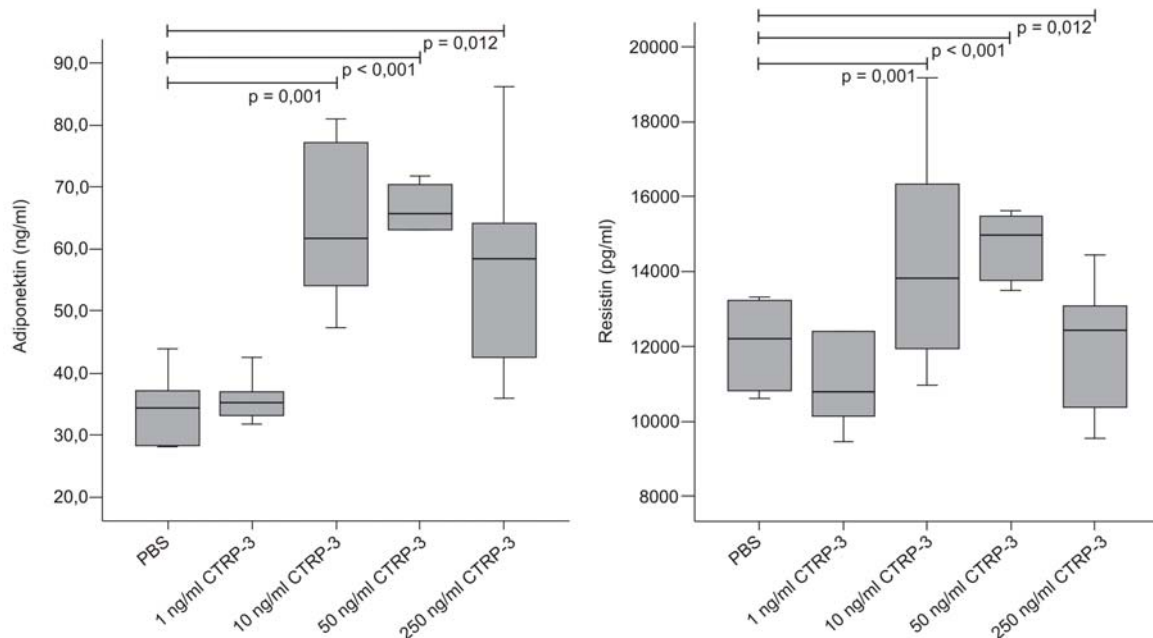 p = 0,012
p < 0,001
p = 0,001
90,0
80,0
70,0
60,0
50,0
40,0
30,0
20,0
Adiponektin (ng/ml)
PBS
1 ng/ml CTRP-3
10 ng/ml CTRP-3
50 ng/ml CTRP-3
250 ng/ml CTRP-3
p = 0,012
p < 0,001
p = 0,001
20000
18000
16000
14000
12000
10000
8000
Resistin (pg/ml)
PBS
1 ng/ml CTRP-3
10 ng/ml CTRP-3
50 ng/ml CTRP-3
250 ng/ml CTRP-3